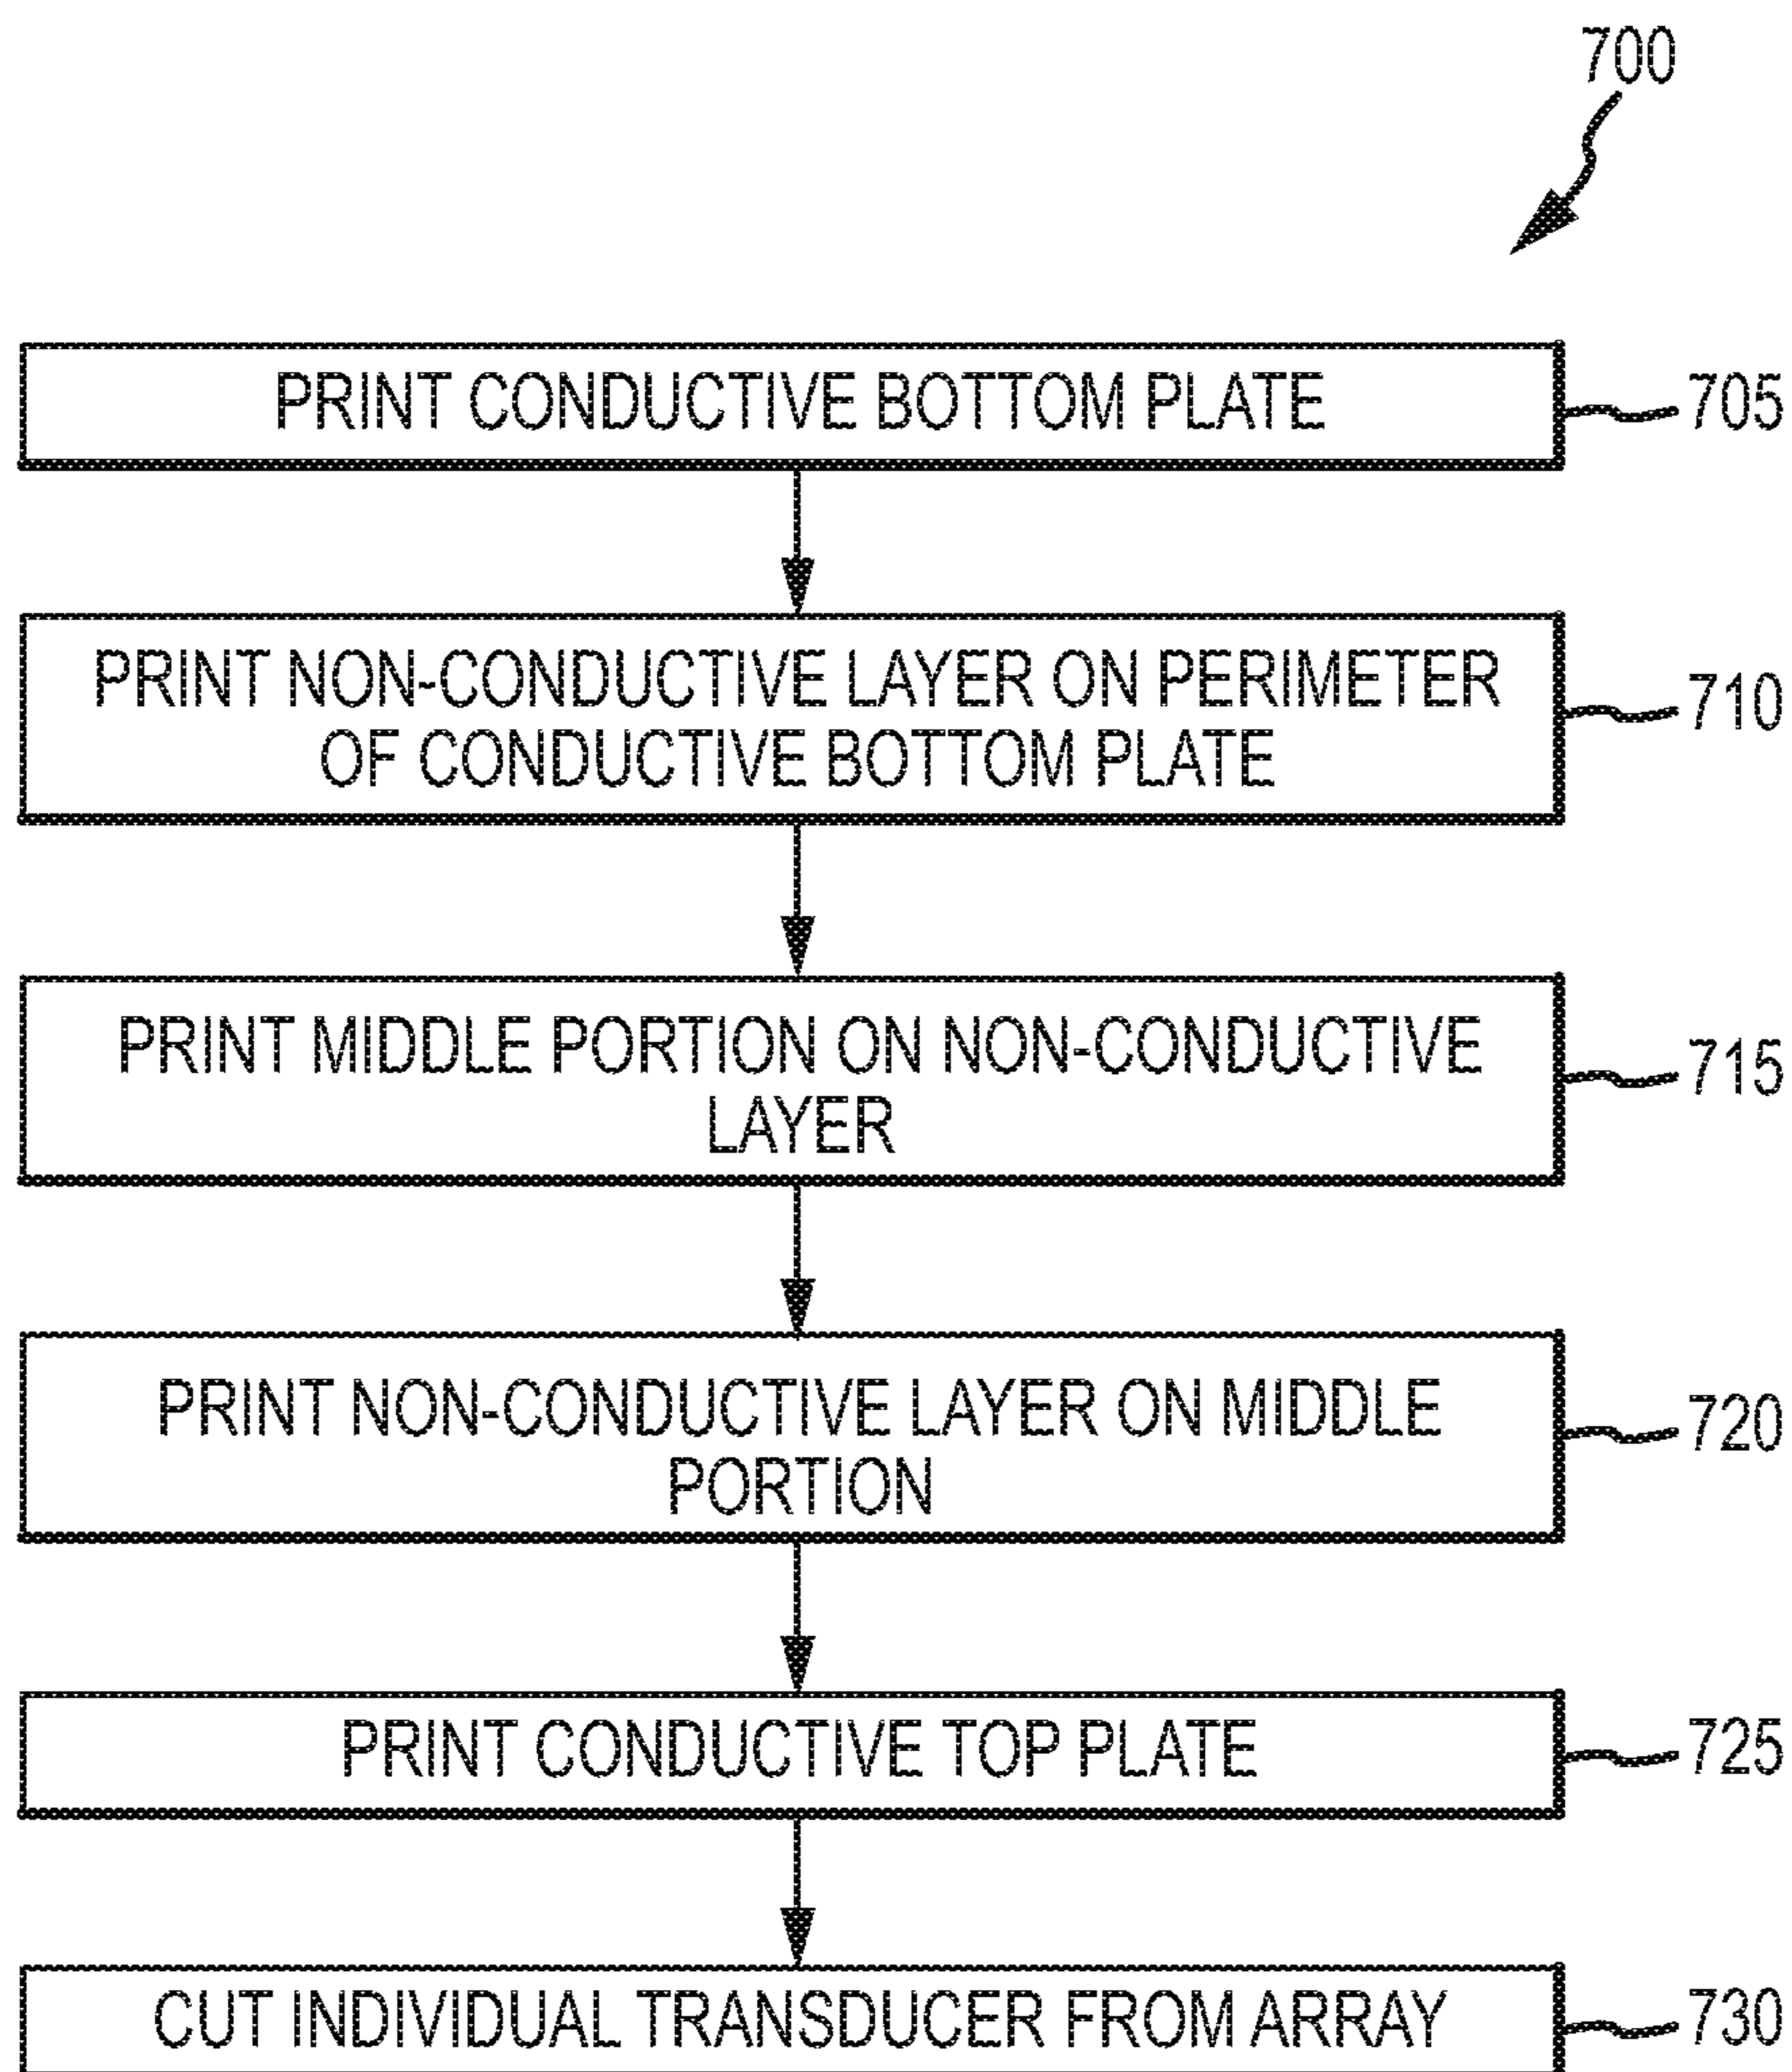 700
PRINT CONDUCTIVE BOTTOM PLATE
705
PRINT NON-CONDUCTIVE LAYER ON PERIMETER
OF CONDUCTIVE BOTTOM PLATE
710
PRINT MIDDLE PORTION ON NON-CONDUCTIVE
LAYER
715
PRINT NON-CONDUCTIVE LAYER ON MIDDLE
PORTION
720
PRINT CONDUCTIVE TOP PLATE
725
CUT INDIVIDUAL TRANSDUCER FROM ARRAY
730